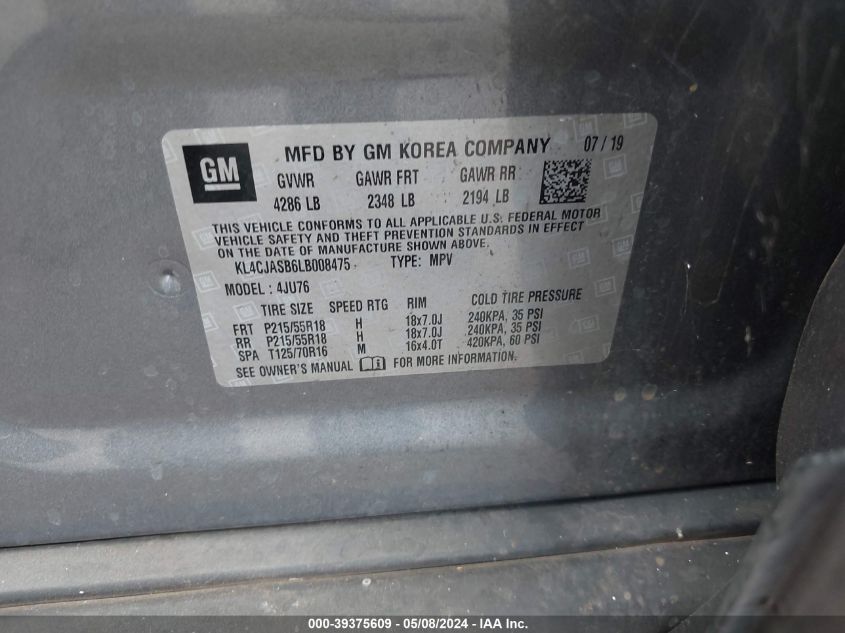 GM
MFD BY GM KOREA COMPANY 07 / 19
GVWR GAWR FRT GAWR RR
4286 LB 2348 LB 2194 LB
THIS VEHICLE CONFORMS TO ALL APPLICABLE U.S. FEDERAL MOTOR
VEHICLE SAFETY AND THEFT PREVENTION STANDARDS IN EFFECT
ON THE DATE OF MANUFACTURE SHOWN ABOVE.
KL4CJASB6LB008475 TYPE: MPV
MODEL : 4JU76
TIRE SIZE SPEED RTG RIM COLD TIRE PRESSURE
FRT P215/55R18 H 18x7.0J 240KPA, 35 PSI
RR P215/55R18 H 18x7.0J 240KPA, 35 PSI
SPA T125/70R16 M 16x4.0T 420KPA, 60 PSI
SEE OWNER'S MANUAL FOR MORE INFORMATION.
000-39375609 - 05/08/2024 - IAA Inc.